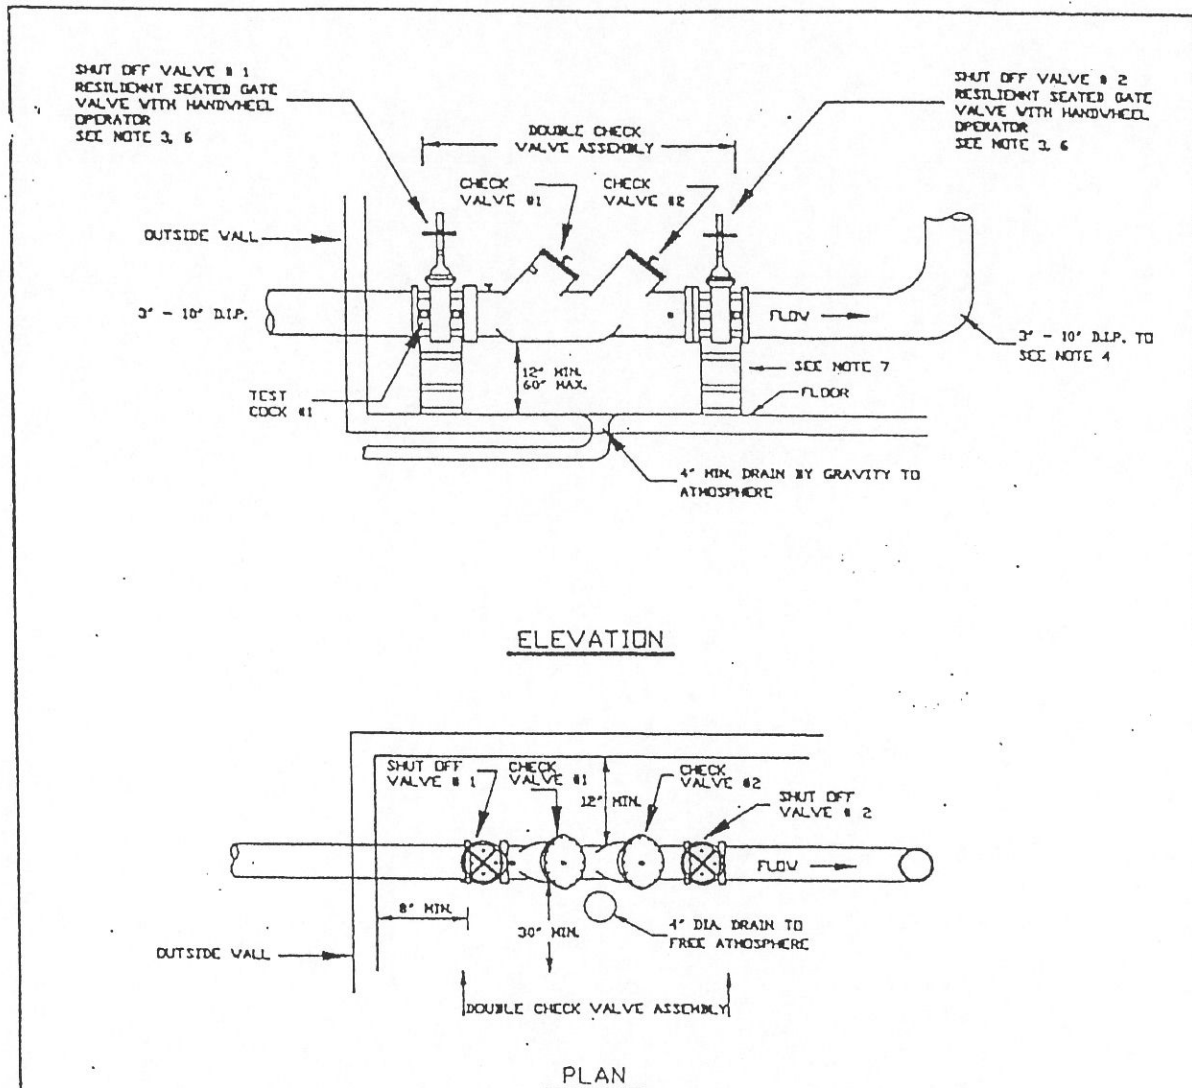 SHUT OFF VALVE # 1
RESILIEMNT SEATED GATE
VALVE WITH HANDWHEEL
OPERATOR
SEE NOTE 3, 6
SHUT OFF VALVE # 2
RESILIEMNT SEATED GATE
VALVE WITH HANDWHEEL
OPERATOR
SEE NOTE 3, 6
DOUBLE CHECK
VALVE ASSEMBLY
CHECK
VALVE #1
CHECK
VALVE #2
OUTSIDE WALL
3" - 10" D.I.P.
FLOW
3" - 10" D.I.P. TO
SEE NOTE 4
12" MIN.
60" MAX.
SEE NOTE 7
TEST
COCK #1
FLOOR
4" MIN. DRAIN BY GRAVITY TO
ATMOSPHERE
ELEVATION
SHUT OFF
VALVE # 1
CHECK
VALVE #1
12" MIN.
CHECK
VALVE #2
SHUT OFF
VALVE # 2
FLOW
8" MIN.
30" MIN.
4" DIA. DRAIN TO
FREE ATMOSPHERE
OUTSIDE WALL
DOUBLE CHECK VALVE ASSEMBLY
PLAN